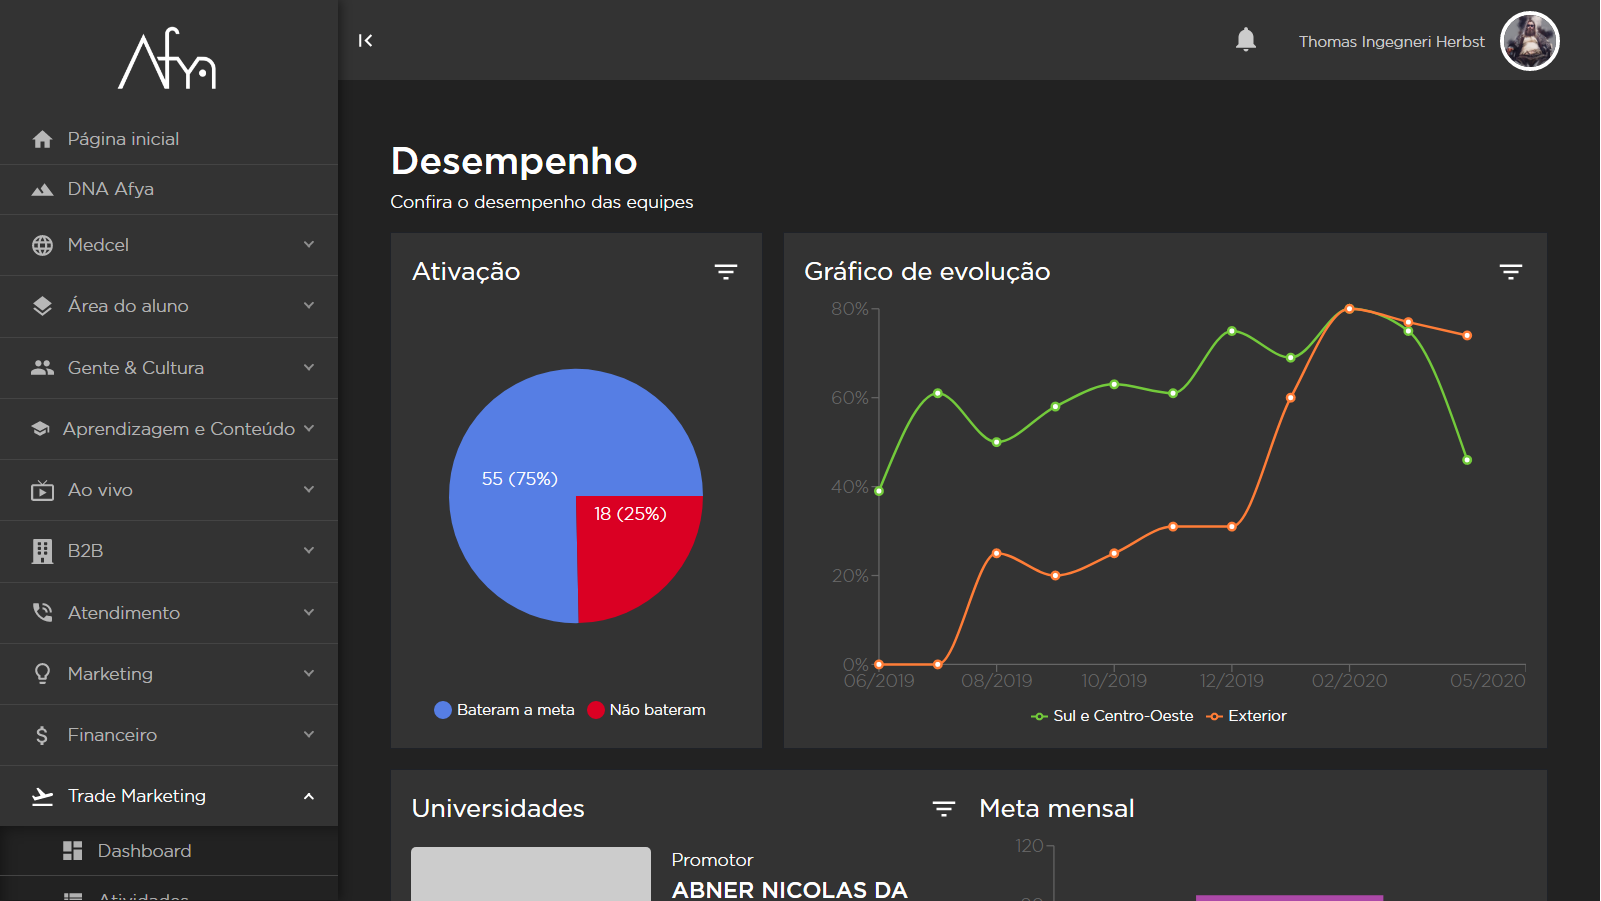 Afya
Thomas Ingegneri Herbst
Página inicial
DNA Afya
Medcel
Área do aluno
Gente & Cultura
Aprendizagem e Conteúdo
Ao vivo
B2B
Atendimento
Marketing
Financeiro
Trade Marketing
Dashboard
Atividades
Desempenho
Confira o desempenho das equipes
Ativação
55 (75%)
18 (25%)
Bateram a meta
Não bateram
Gráfico de evolução
80%
60%
40%
20%
0%
06/2019 08/2019 10/2019 12/2019 02/2020 05/2020
Sul e Centro-Oeste Exterior
Universidades
Promotor
ABNER NICOLAS DA
Meta mensal
120